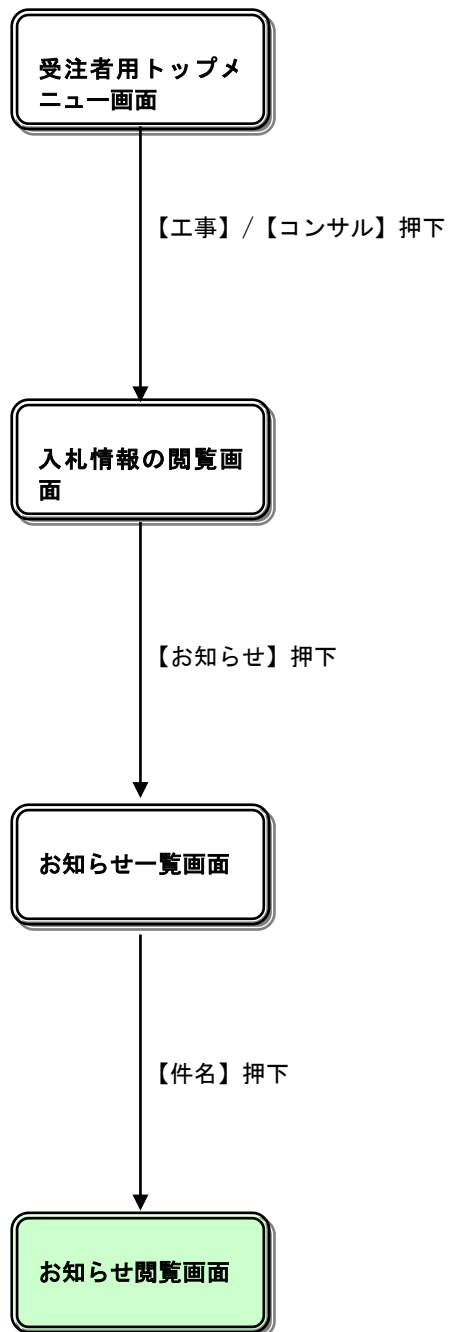 受注者用トップメ
ニュー画面
【工事】/【コンサル】押下
入札情報の閲覧画
面
【お知らせ】押下
お知らせ一覧画面
【件名】押下
お知らせ閲覧画面